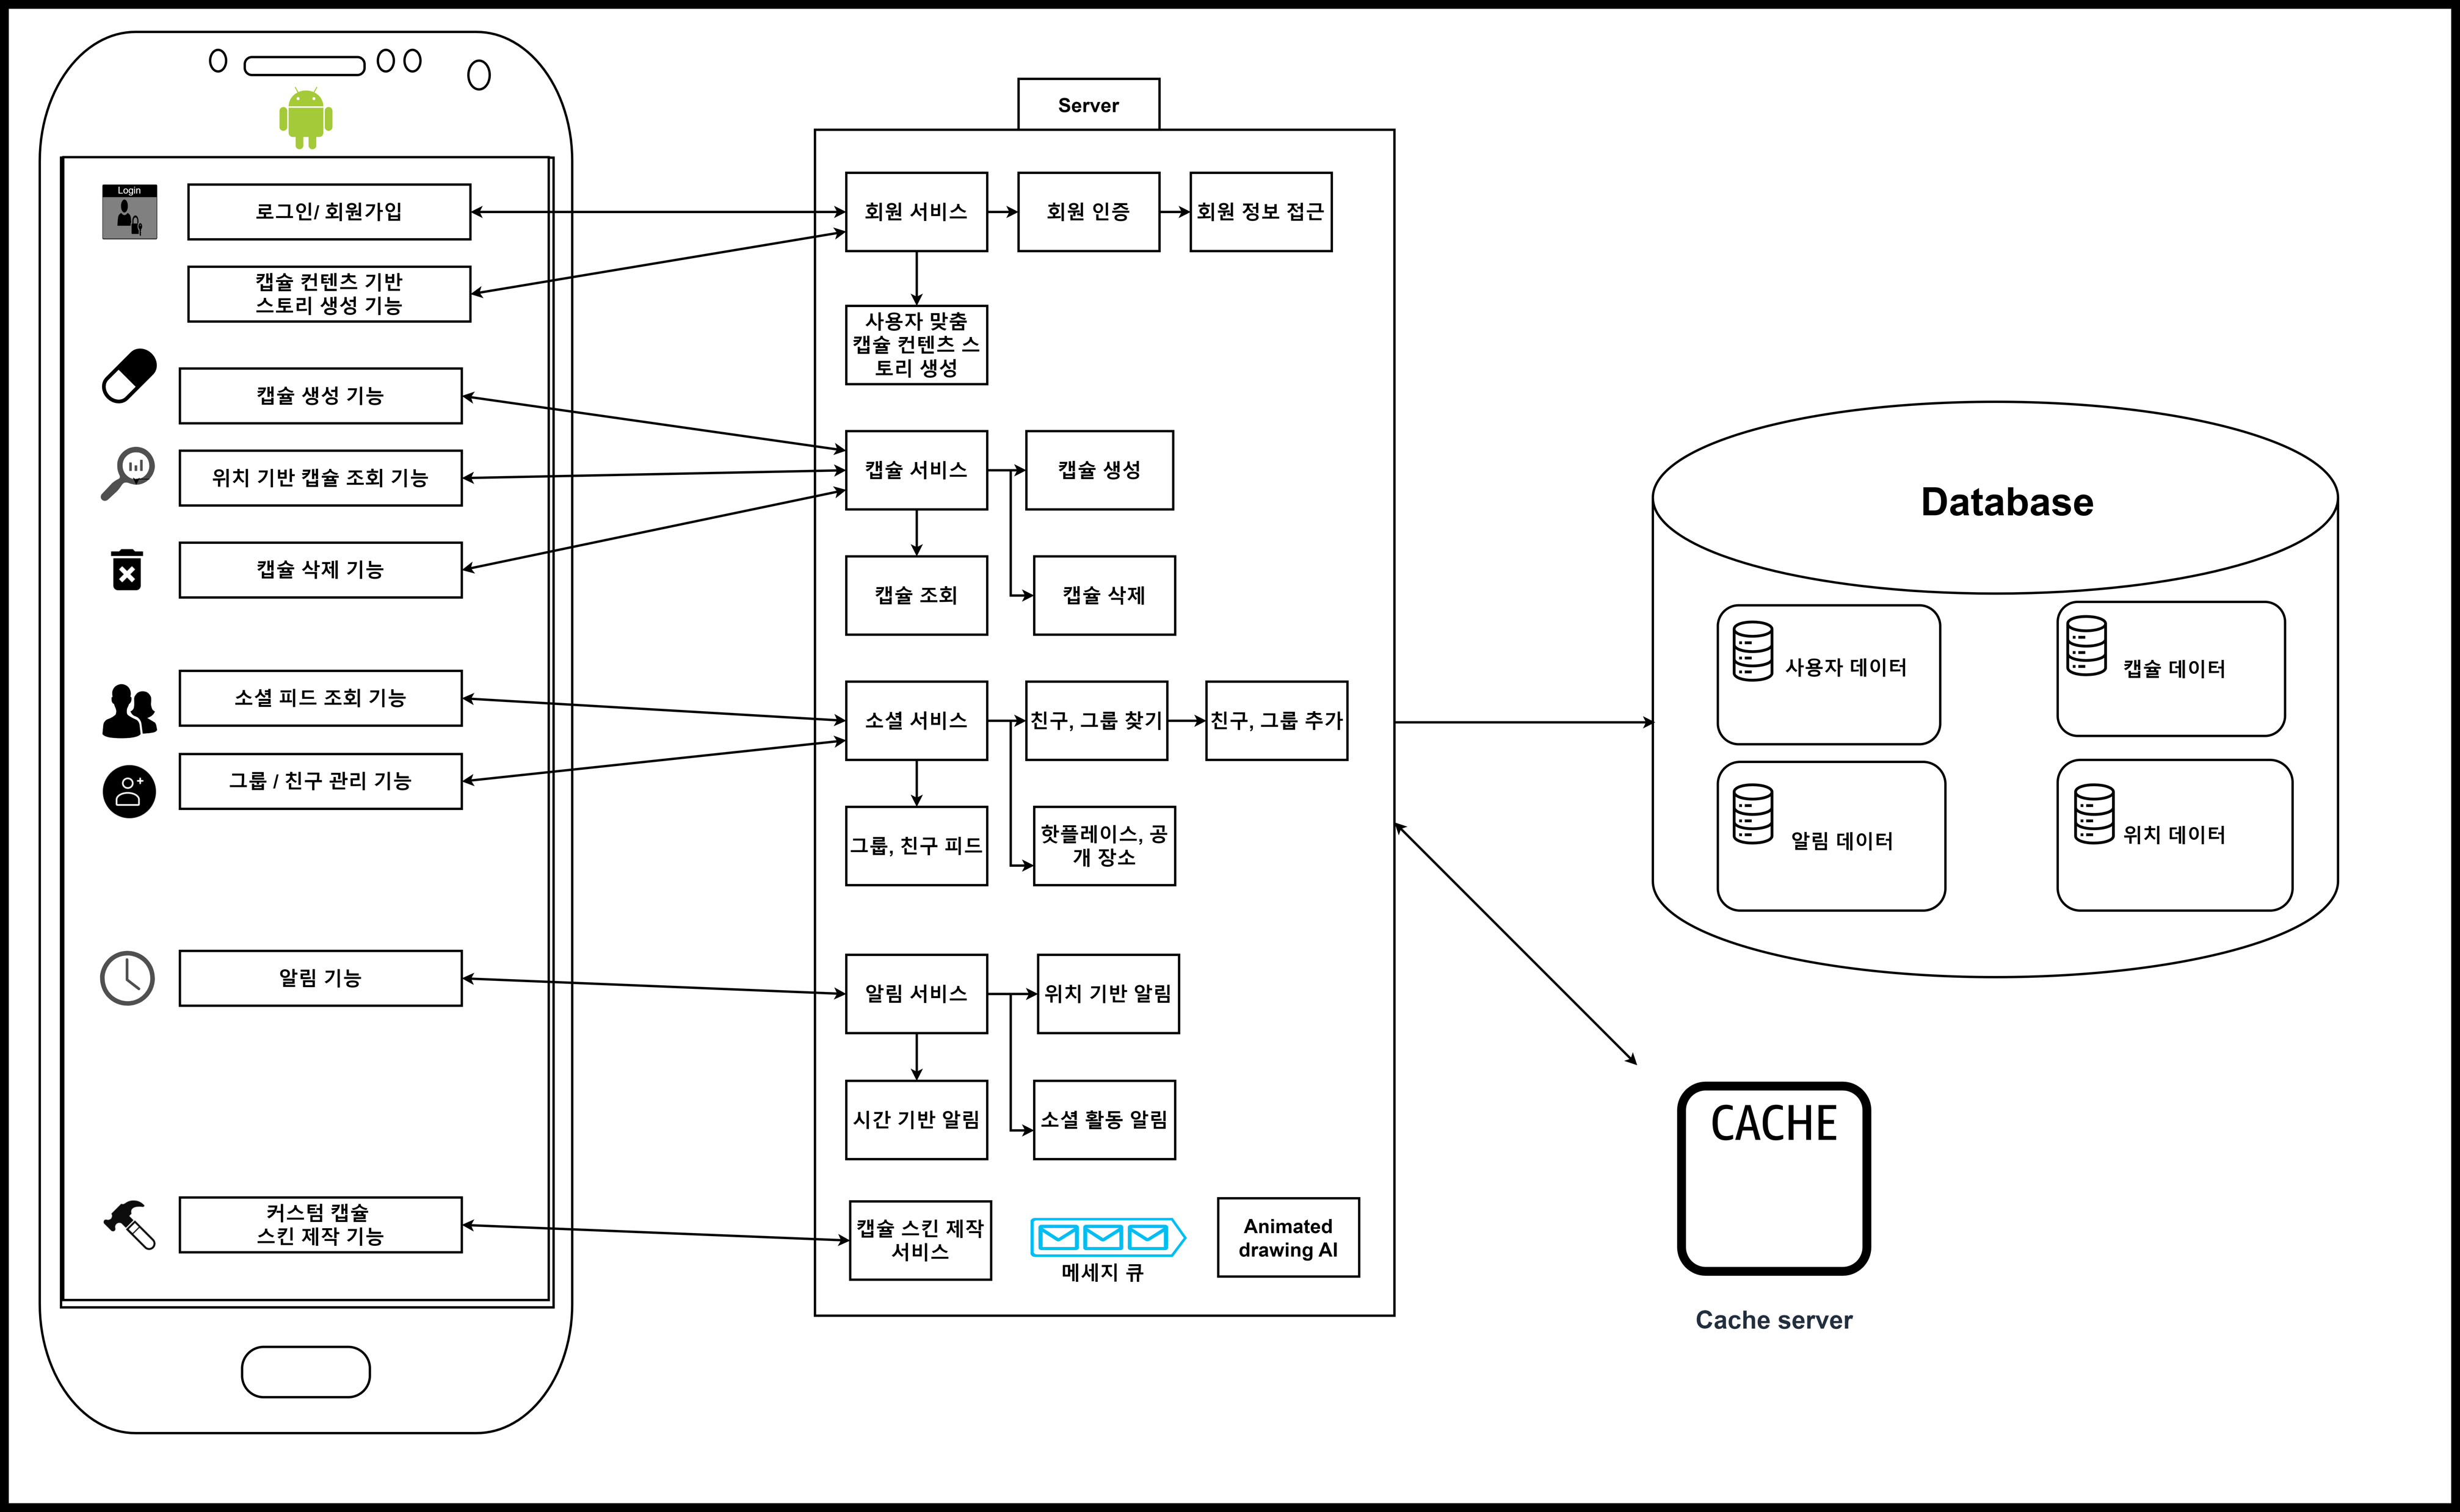 Login
로그인/ 회원가입
캡슐 컨텐츠 기반
스토리 생성 기능
캡슐 생성 기능
위치 기반 캡슐 조회 기능
캡슐 삭제 기능
소셜 피드 조회 기능
그룹 / 친구 관리 기능
알림 기능
커스텀 캡슐
스킨 제작 기능
Server
회원 서비스
회원 인증
회원 정보 접근
사용자 맞춤
캡슐 컨텐츠 스
토리 생성
캡슐 서비스
캡슐 생성
캡슐 조회
캡슐 삭제
소셜 서비스
친구, 그룹 찾기
친구, 그룹 추가
그룹, 친구 피드
핫플레이스, 공
개 장소
알림 서비스
위치 기반 알림
시간 기반 알림
소셜 활동 알림
캡슐 스킨 제작
서비스
메세지 큐
Animated
drawing AI
Database
사용자 데이터
캡슐 데이터
알림 데이터
위치 데이터
CACHE
Cache server